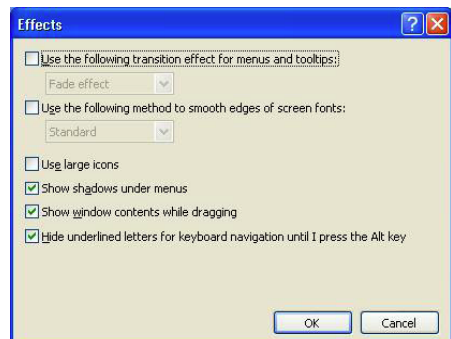 Effects
Use the following transition effect for menus and tooltips:
Fade effect
Use the following method to smooth edges of screen fonts:
Standard
Use large icons
Show shadows under menus
Show window contents while dragging
Hide underlined letters for keyboard navigation until I press the Alt key
OK Cancel